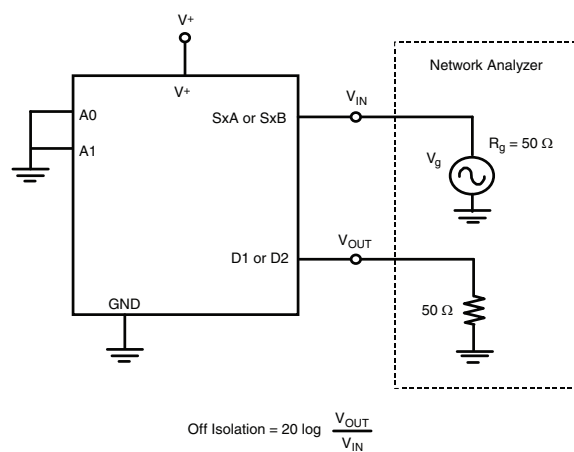 V+
V+
Network Analyzer
A0
SxA or SxB
VIN
A1
Vg
Rg = 50 Ω
VOUT
D1 or D2
50 Ω
GND
Off Isolation = 20 log VOUT / VIN